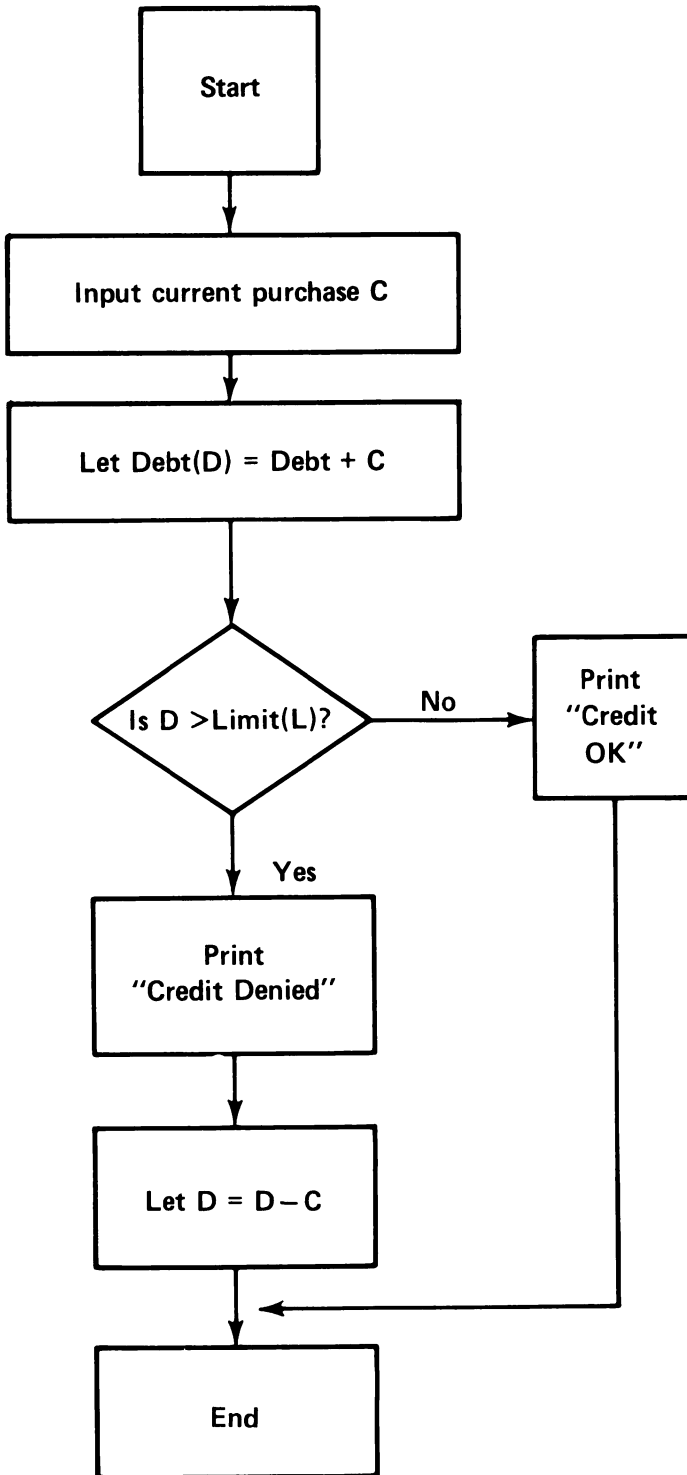 Start
Input current purchase C
Let Debt(D) = Debt + C
Is D >Limit(L)?
No
Print
"Credit
OK"
Yes
Print
"Credit Denied"
Let D = D – C
End